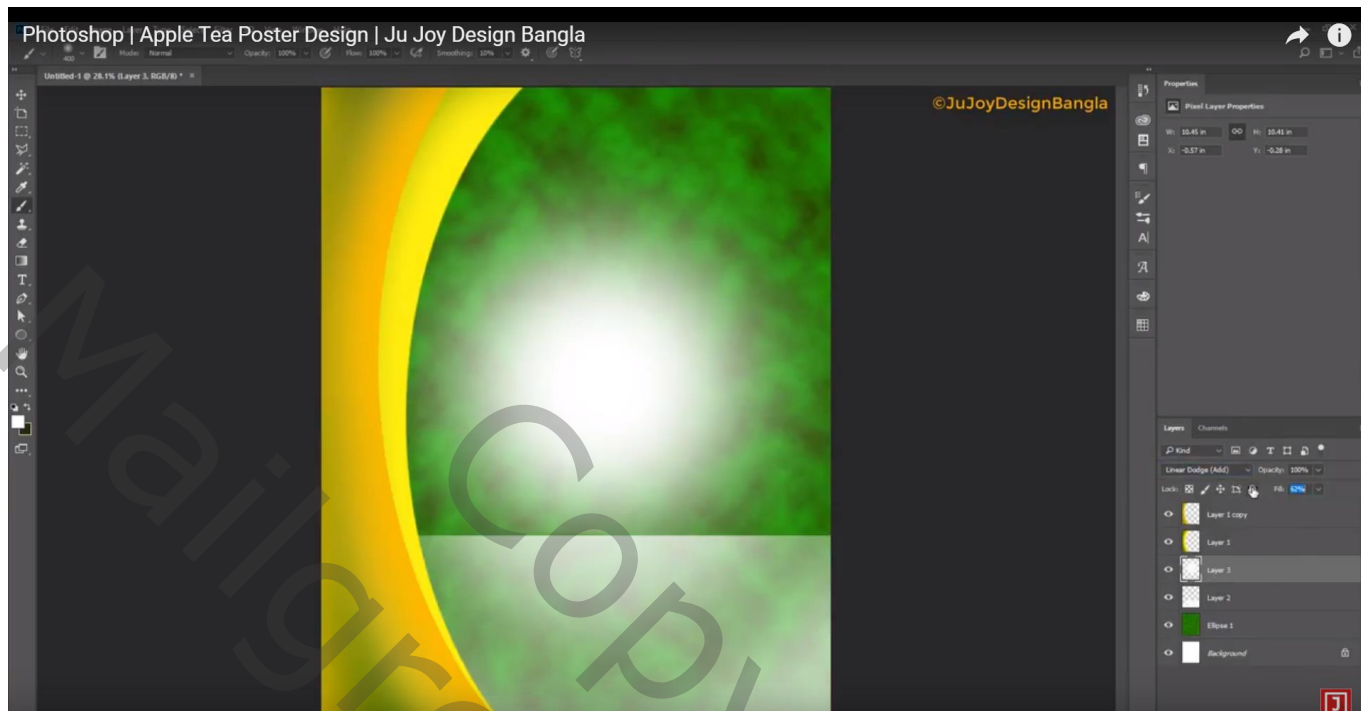 Photoshop | Apple Tea Poster Design | Ju Joy Design Bangla
400
Mode: Normal
Opacity: 100%
Flow: 100%
Smoothing: 10%
Untitled-1 @ 28.1% (Layer 3, RGB/8) * ×
©JuJoyDesignBangla
Properties
Pixel Layer Properties
W: 10.45 in
H: 10.41 in
X: -0.57 in
Y: -0.28 in
Layers Channels
Kind
Linear Dodge (Add)
Opacity: 100%
Lock:
Fill: 62%
Layer 1 copy
Layer 1
Layer 3
Layer 2
Ellipse 1
Background
J
Copy